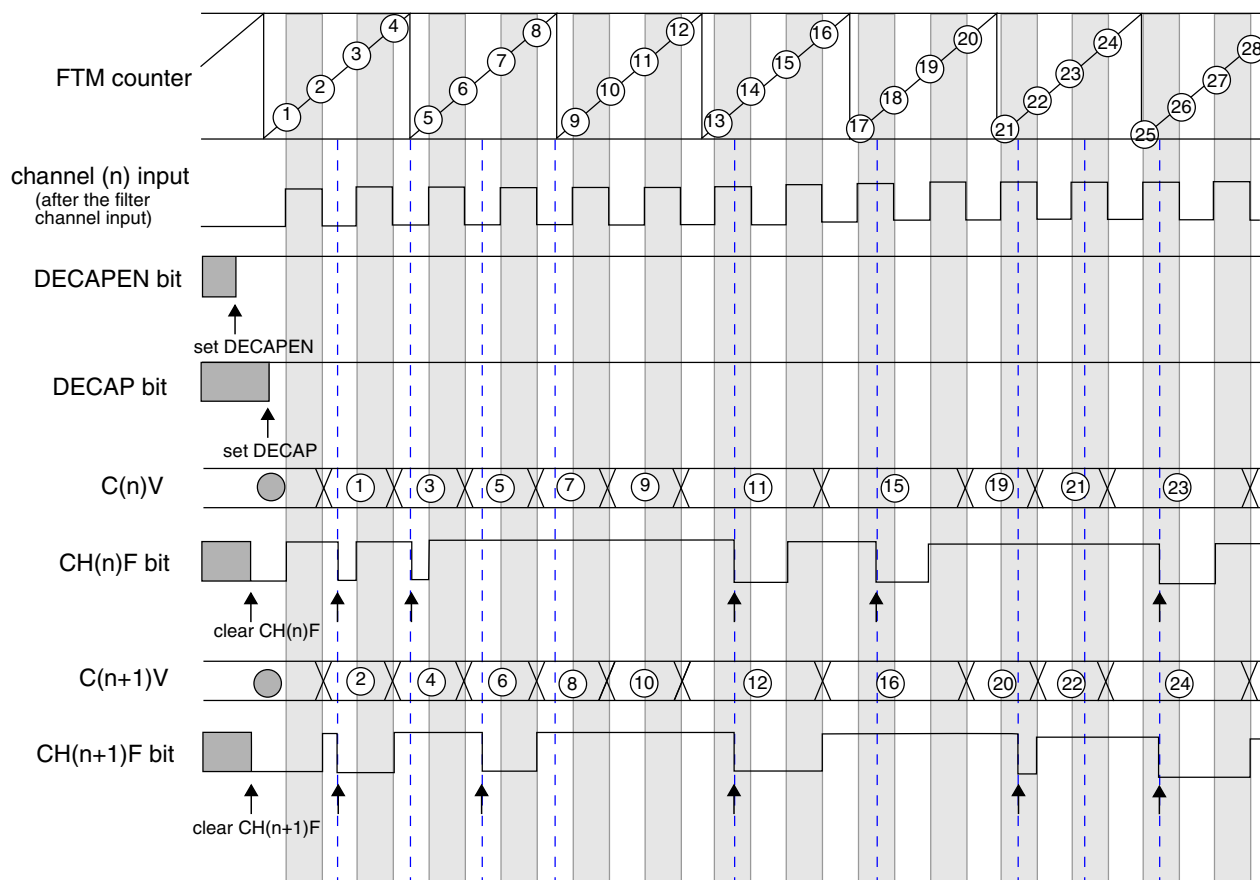 FTM counter
1 2 3 4 5 6 7 8 9 10 11 12 13 14 15 16 17 18 19 20 21 22 23 24 25 26 27 28
channel (n) input
(after the filter
channel input)
DECAPEN bit
set DECAPEN
DECAP bit
set DECAP
C(n)V
1 3 5 7 9 11 15 19 21 23
CH(n)F bit
clear CH(n)F
C(n+1)V
2 4 6 8 10 12 16 20 22 24
CH(n+1)F bit
clear CH(n+1)F